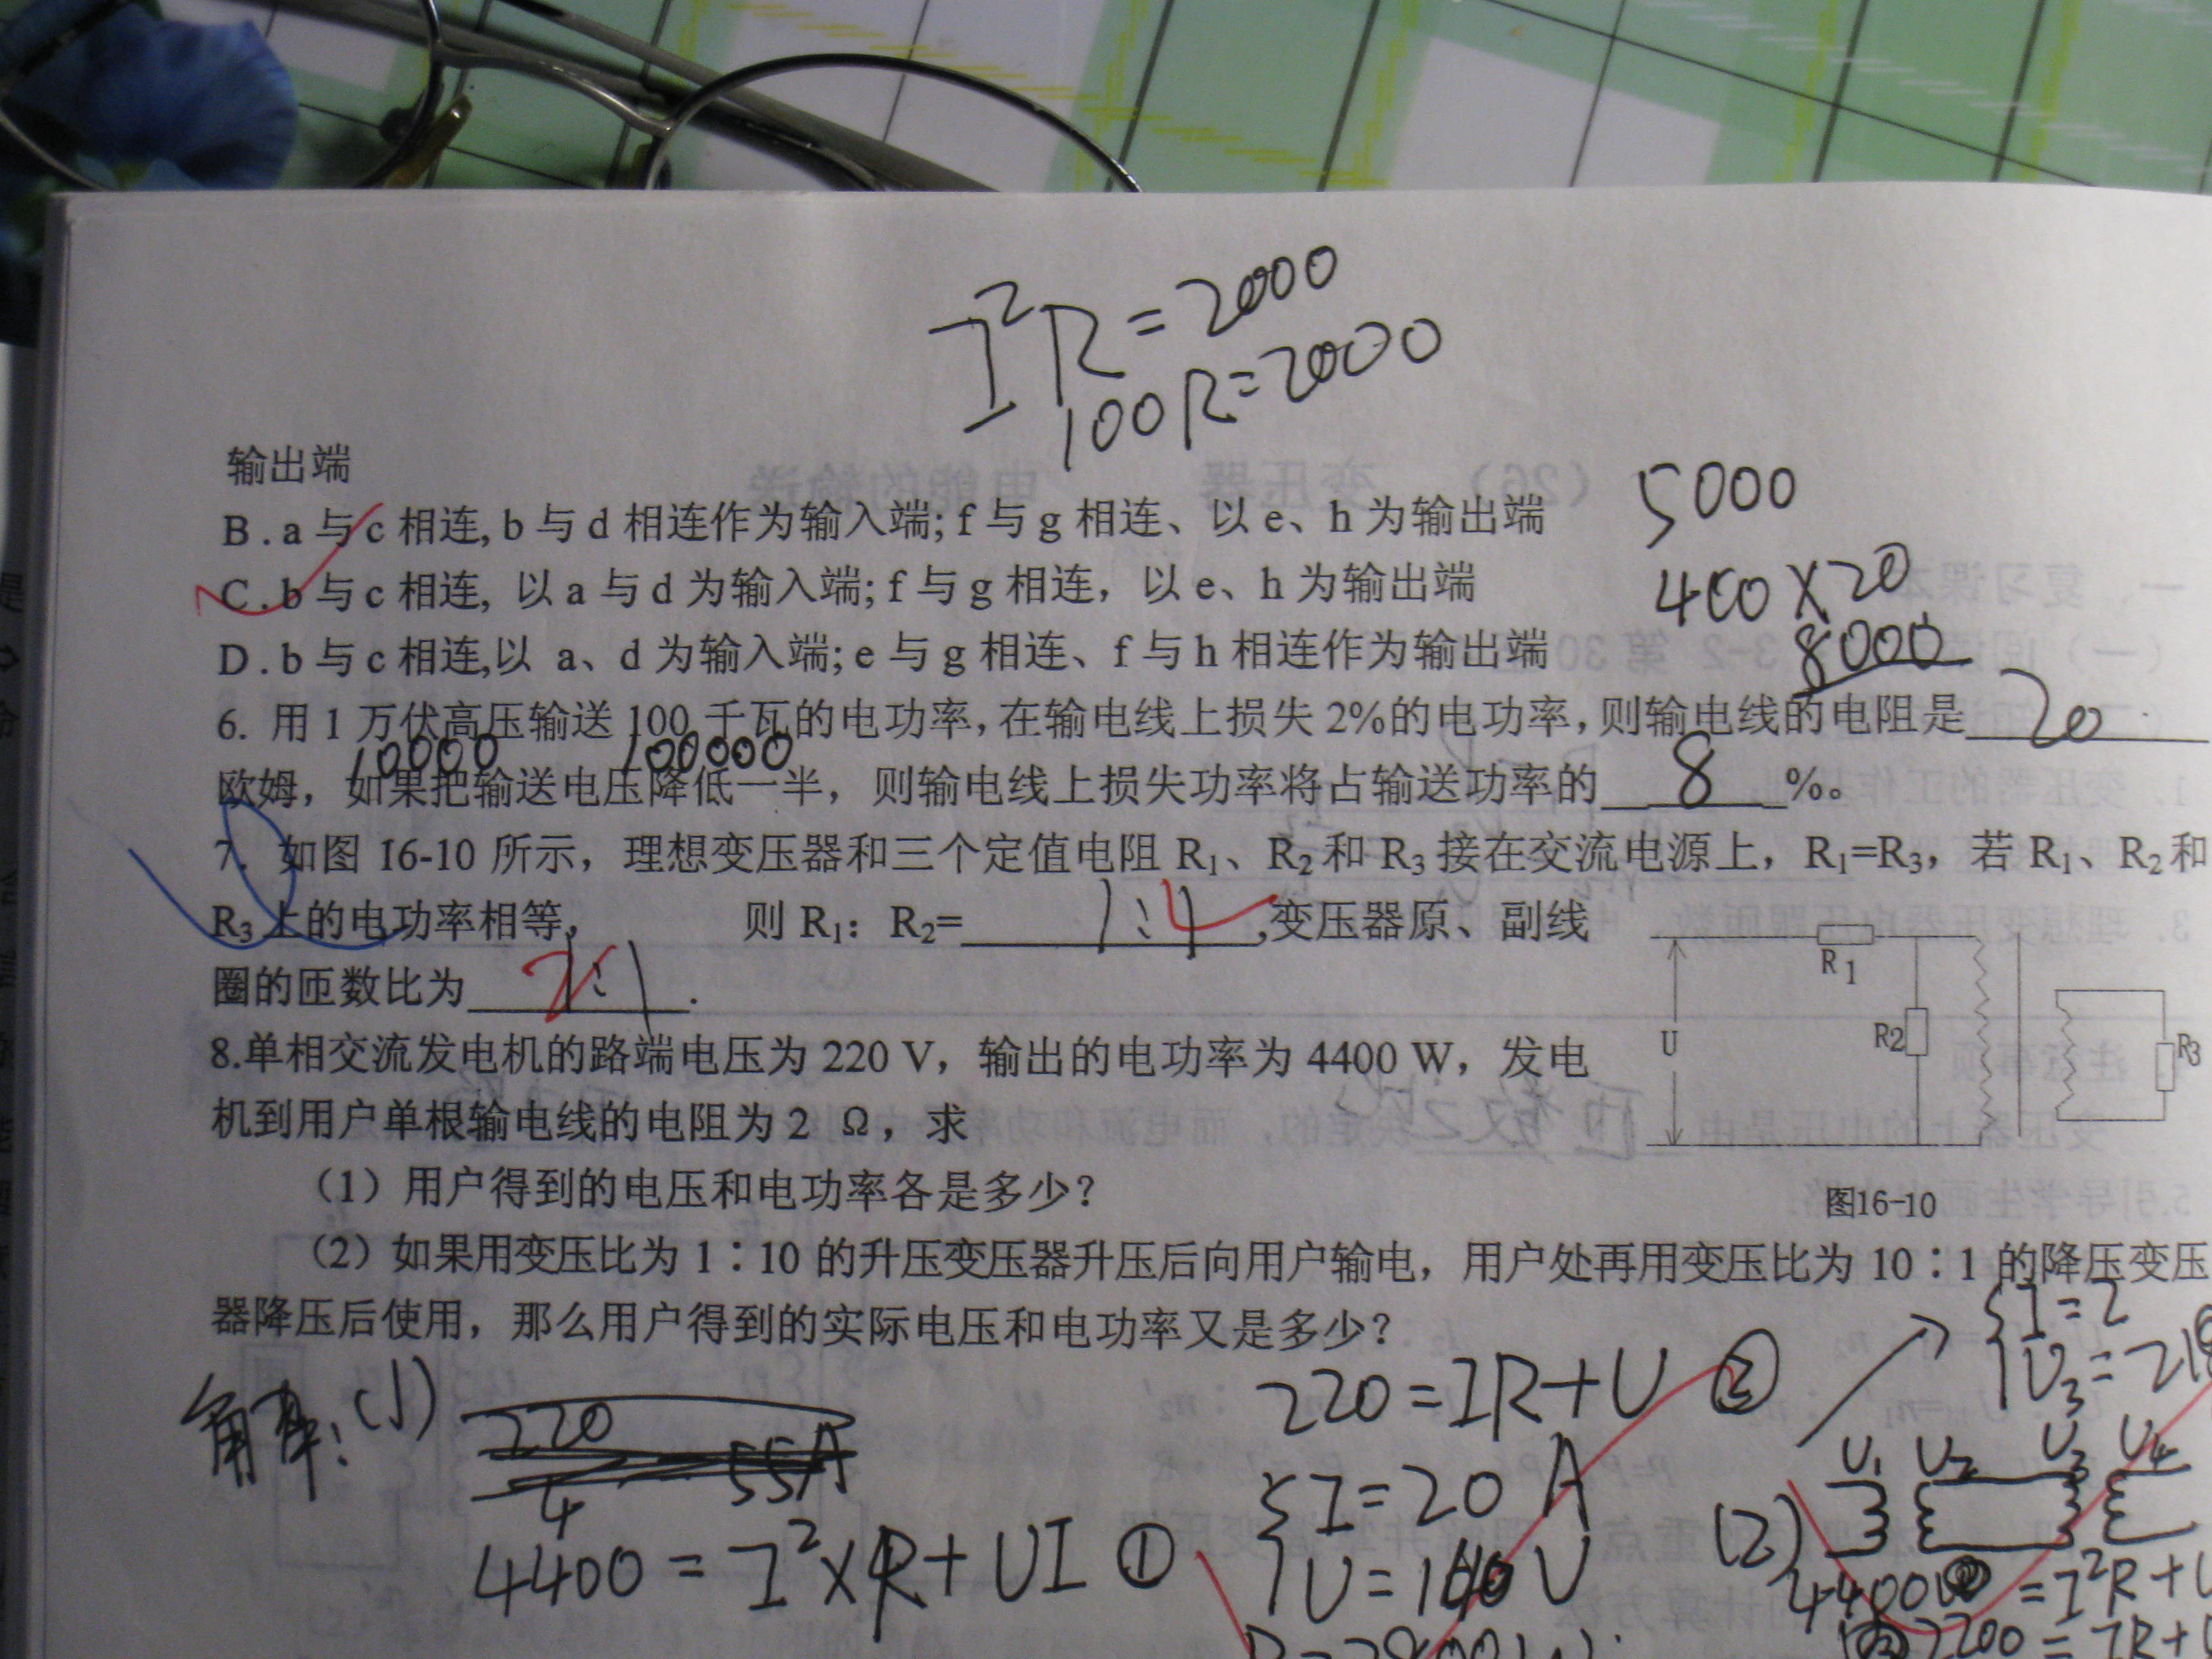 I²R=2000
100R=2000
输出端
5000
B.a与c相连,b与d相连作为输入端;f与g相连、以e、h为输出端
C.b与c相连, 以a与d为输入端;f与g相连，以e、h为输出端
400×20
8000
D.b与c相连,以 a、d为输入端;e与g相连、f与h相连作为输出端
6. 用1万伏高压输送100 千瓦的电功率,在输电线上损失2%的电功率,则输电线的电阻是 20
10000 100000
欧姆，如果把输送电压降低一半，则输电线上损失功率将占输送功率的 8 %。
7. 如图 16-10 所示，理想变压器和三个定值电阻 R₁、R₂和 R₃接在交流电源上，R₁=R₃，若 R₁、R₂和
R₃上的电功率相等， 则 R₁：R₂= 1:4 ,变压器原、副线
圈的匝数比为 2:1 .
U R1 R2 R3
图16-10
8.单相交流发电机的路端电压为 220 V，输出的电功率为 4400 W，发电
机到用户单根输电线的电阻为 2 Ω，求
（1）用户得到的电压和电功率各是多少？
（2）如果用变压比为 1∶10 的升压变压器升压后向用户输电，用户处再用变压比为 10∶1 的降压变压
器降压后使用，那么用户得到的实际电压和电功率又是多少？
解:(1)
220
4
55A
4400 = I²×R+UI ①
220=IR+U ②
I=20 A
U=140 V
I=2
U₃=21
(2)
U₁ U₂ U₃ U₄
4400 =I²R+
2200=IR+